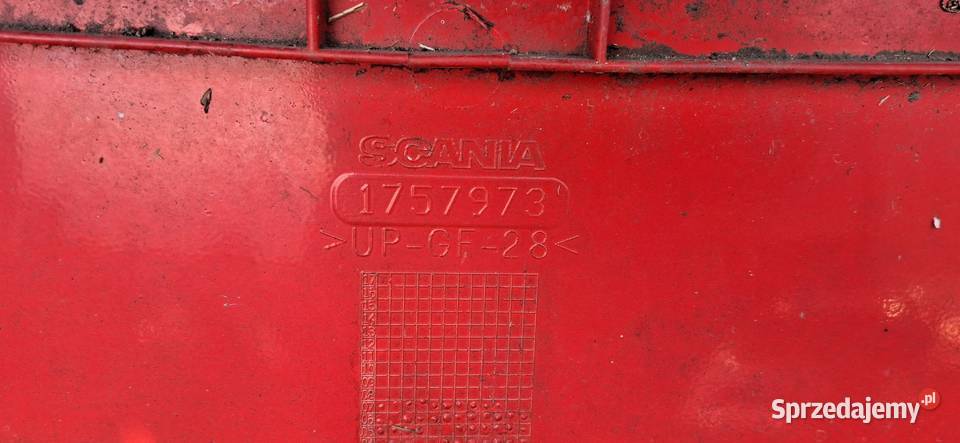 SCANIA
1757973
>UP-GF-28<
Sprzedajemy.pl